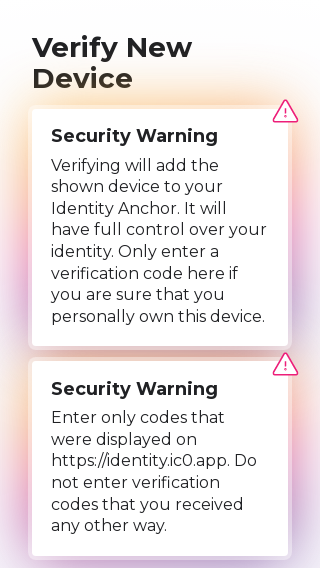 Verify New
Device
Security Warning
Verifying will add the
shown device to your
Identity Anchor. It will
have full control over your
identity. Only enter a
verification code here if
you are sure that you
personally own this device.
Security Warning
Enter only codes that
were displayed on
https://identity.ic0.app. Do
not enter verification
codes that you received
any other way.